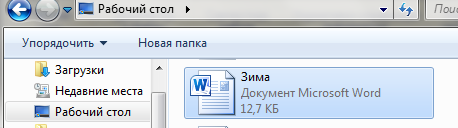 Рабочий стол
Упорядочить Новая папка
Загрузки
Недавние места
Рабочий стол
Зима
Документ Microsoft Word
12,7 КБ